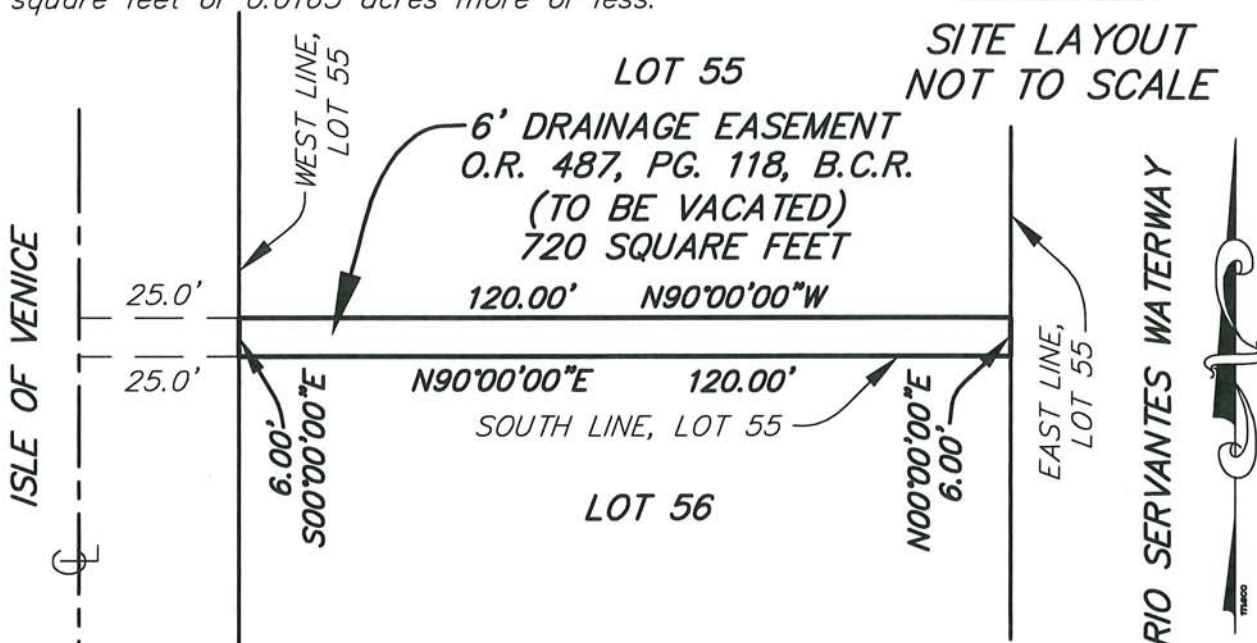 square feet or 0.0165 acres more or less.
SITE LAYOUT
NOT TO SCALE
WEST LINE,
LOT 55
LOT 55
6' DRAINAGE EASEMENT
O.R. 487, PG. 118, B.C.R.
(TO BE VACATED)
720 SQUARE FEET
ISLE OF VENICE
25.0'
120.00' N90°00'00"W
25.0'
N90°00'00"E 120.00'
SOUTH LINE, LOT 55
6.00'
S00°00'00"E
N00°00'00"E
6.00'
EAST LINE,
LOT 55
LOT 56
RIO SERVANTES WATERWAY